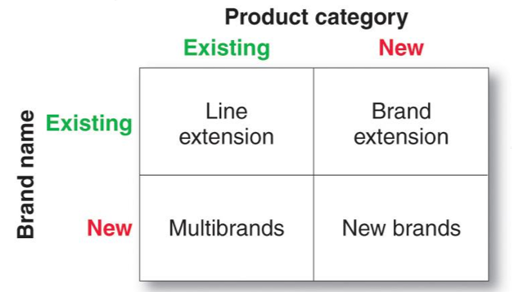 Product category
Existing New
Brand name
Existing
Line
extension
Brand
extension
New
Multibrands
New brands